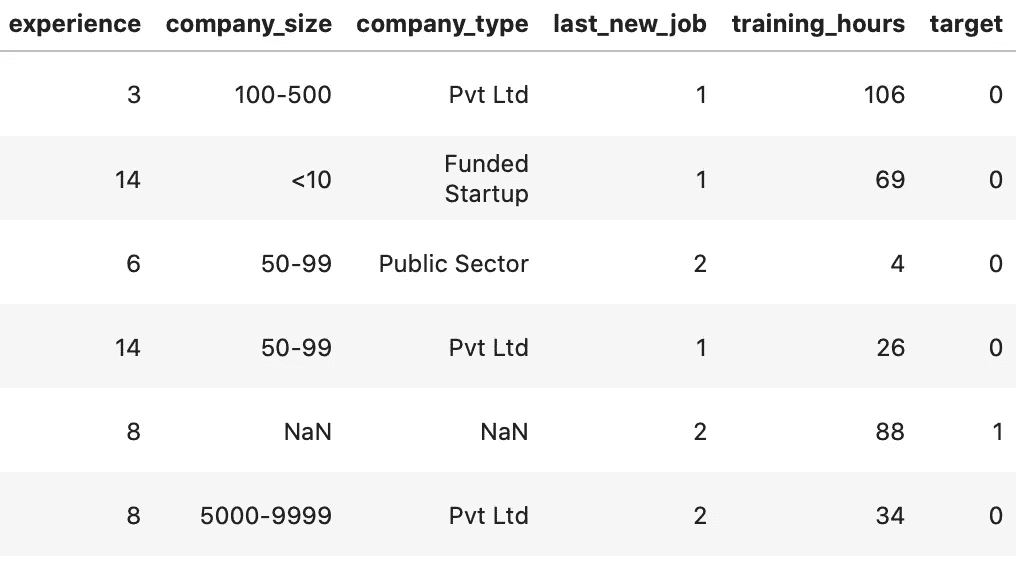 experience company_size company_type last_new_job training_hours target
3 100-500 Pvt Ltd 1 106 0
14 <10 Funded Startup 1 69 0
6 50-99 Public Sector 2 4 0
14 50-99 Pvt Ltd 1 26 0
8 NaN NaN 2 88 1
8 5000-9999 Pvt Ltd 2 34 0